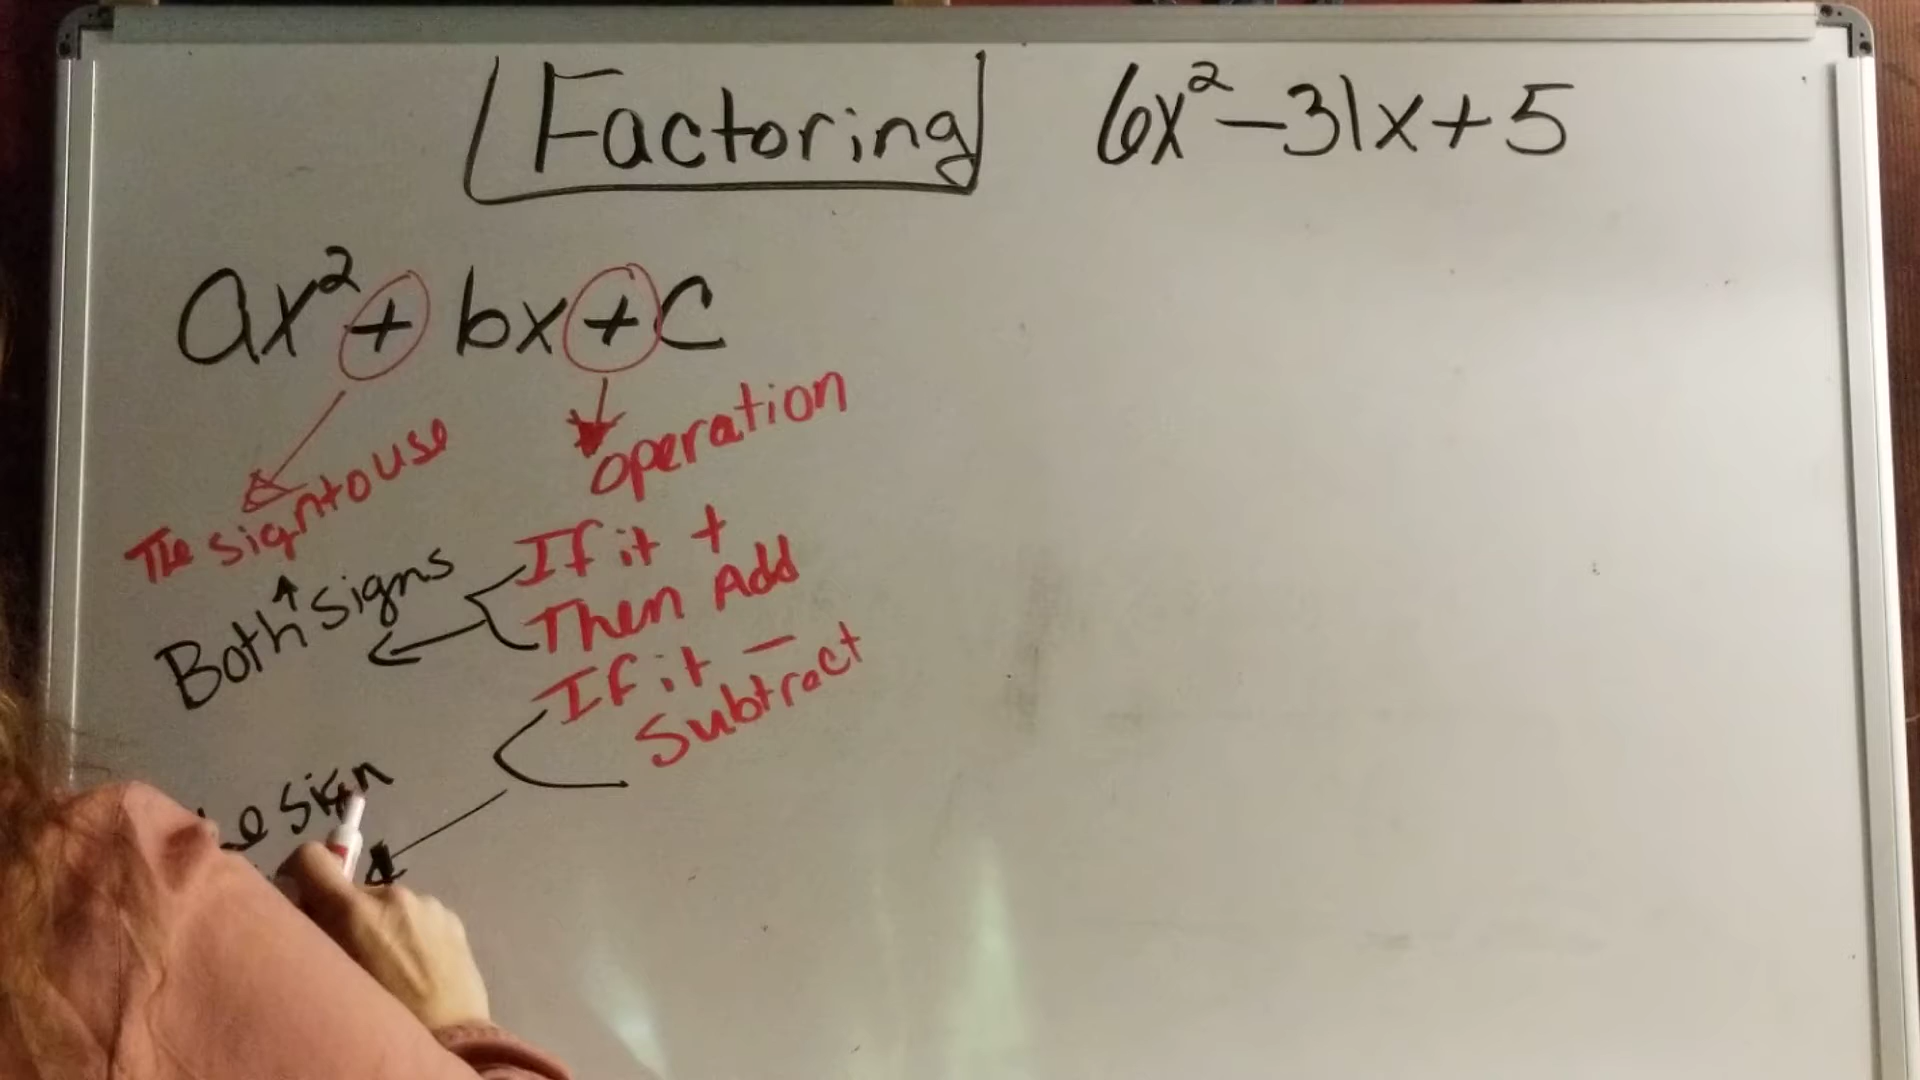 Factoring 6x²-31x+5
ax²+bx+c
The sign to use
operation
Both signs
If it +
Then Add
If it -
Subtract
sign